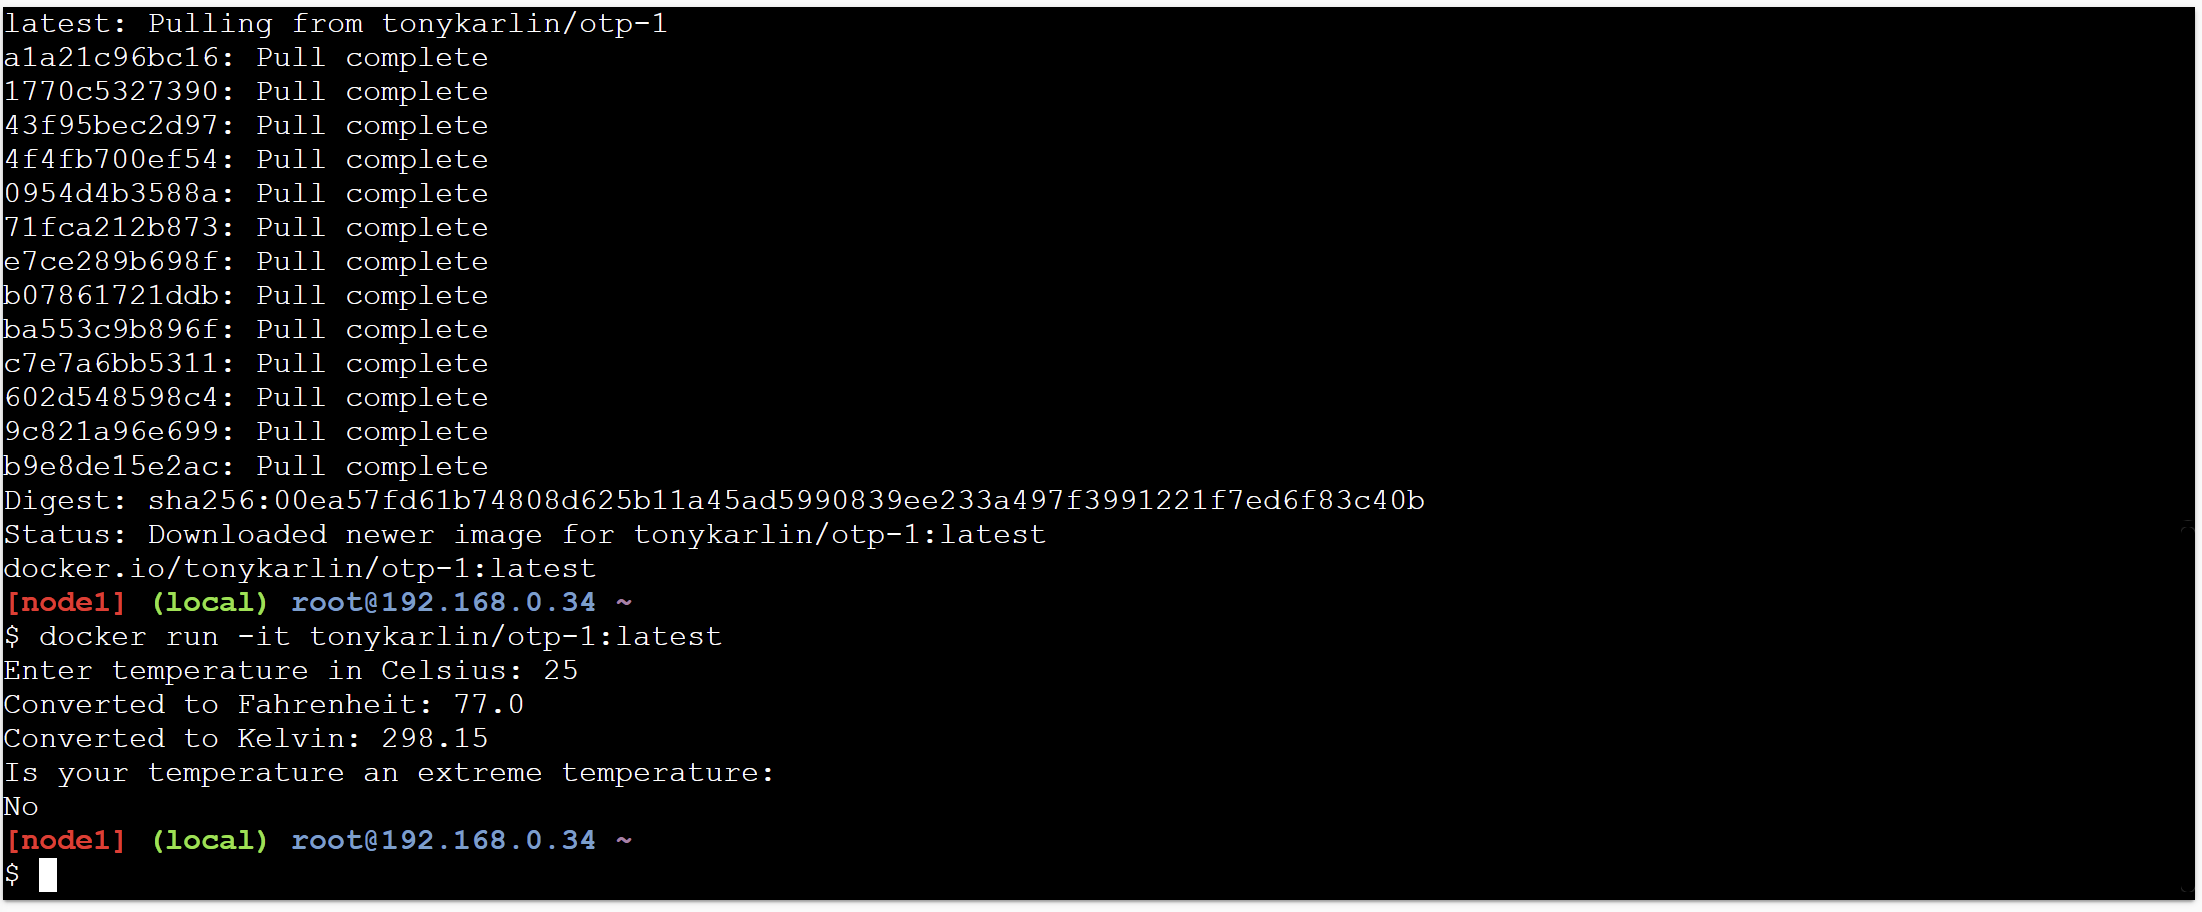 latest: Pulling from tonykarlin/otp-1
a1a21c96bc16: Pull complete
1770c5327390: Pull complete
43f95bec2d97: Pull complete
4f4fb700ef54: Pull complete
0954d4b3588a: Pull complete
71fca212b873: Pull complete
e7ce289b698f: Pull complete
b07861721ddb: Pull complete
ba553c9b896f: Pull complete
c7e7a6bb5311: Pull complete
602d548598c4: Pull complete
9c821a96e699: Pull complete
b9e8de15e2ac: Pull complete
Digest: sha256:00ea57fd61b74808d625b11a45ad5990839ee233a497f3991221f7ed6f83c40b
Status: Downloaded newer image for tonykarlin/otp-1:latest
docker.io/tonykarlin/otp-1:latest
[node1] (local) root@192.168.0.34 ~
$ docker run -it tonykarlin/otp-1:latest
Enter temperature in Celsius: 25
Converted to Fahrenheit: 77.0
Converted to Kelvin: 298.15
Is your temperature an extreme temperature:
No
[node1] (local) root@192.168.0.34 ~
$